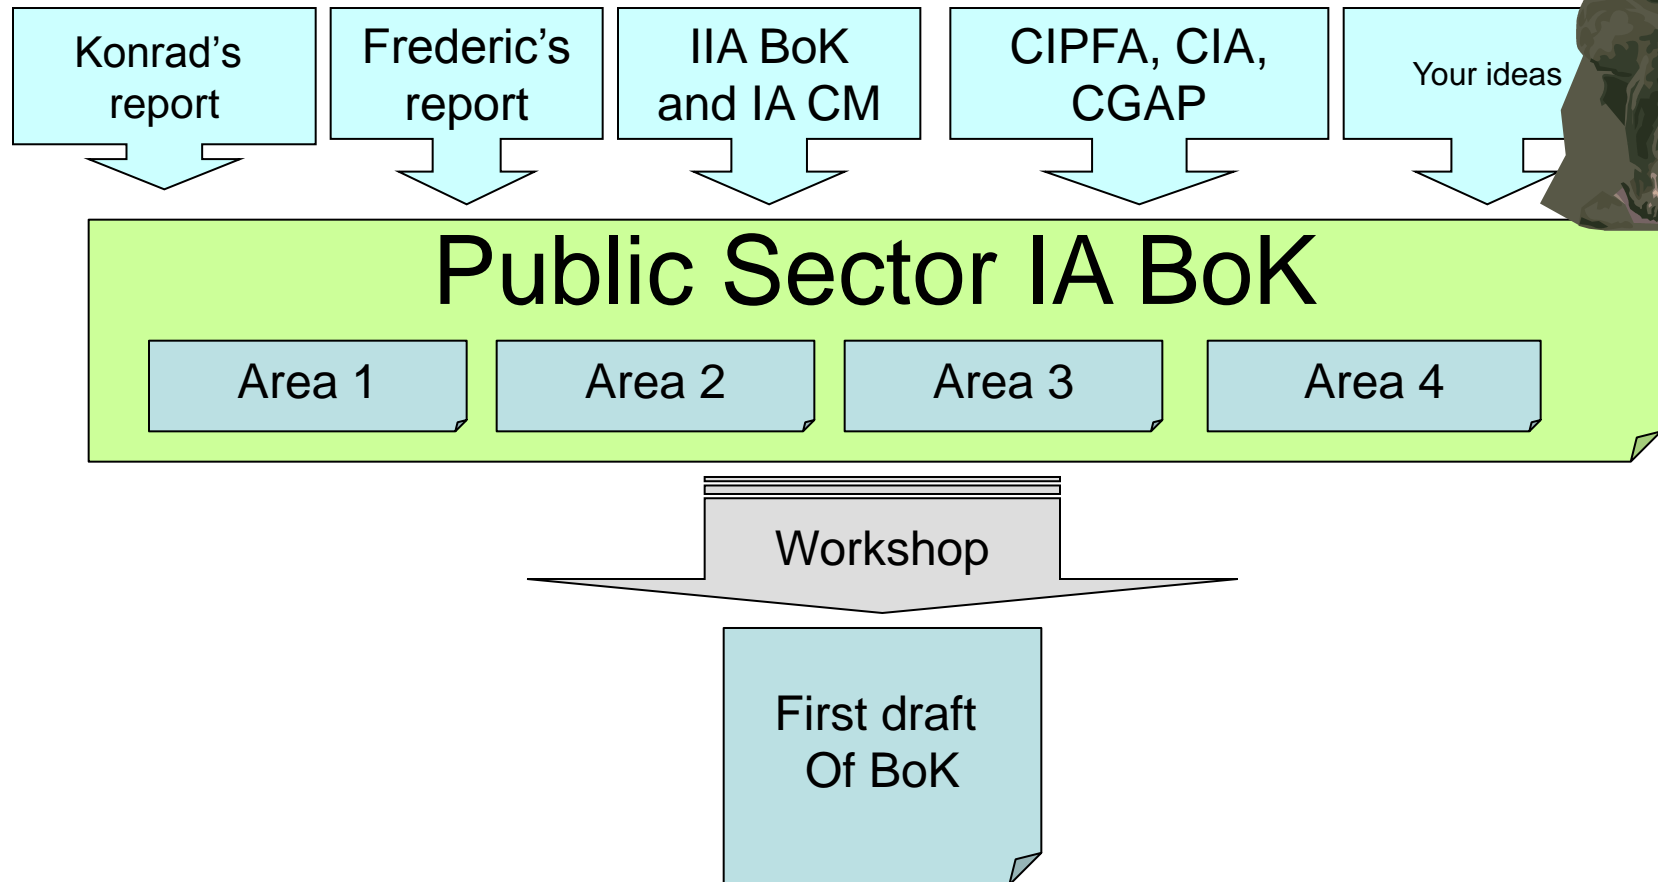 Konrad’s
report
Frederic’s
report
IIA BoK
and IA CM
CIPFA, CIA,
CGAP
Your ideas
Public Sector IA BoK
Area 1
Area 2
Area 3
Area 4
Workshop
First draft
Of BoK